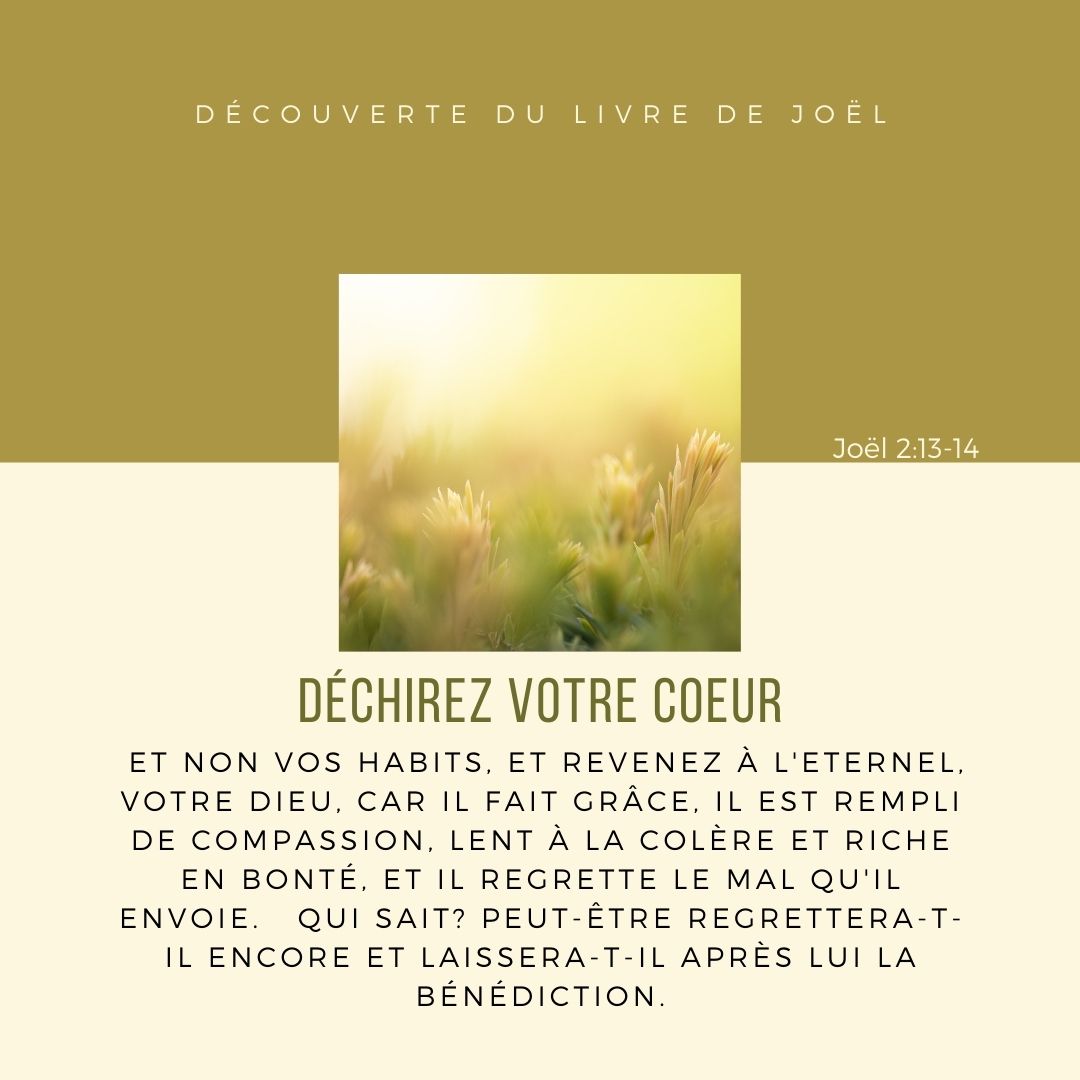 DÉCOUVERTE DU LIVRE DE JOËL
Joël 2:13-14
DÉCHIREZ VOTRE COEUR
ET NON VOS HABITS, ET REVENEZ À L'ETERNEL,
VOTRE DIEU, CAR IL FAIT GRÂCE, IL EST REMPLI
DE COMPASSION, LENT À LA COLÈRE ET RICHE
EN BONTÉ, ET IL REGRETTE LE MAL QU'IL
ENVOIE. QUI SAIT? PEUT-ÊTRE REGRETTERA-T-
IL ENCORE ET LAISSERA-T-IL APRÈS LUI LA
BÉNÉDICTION.